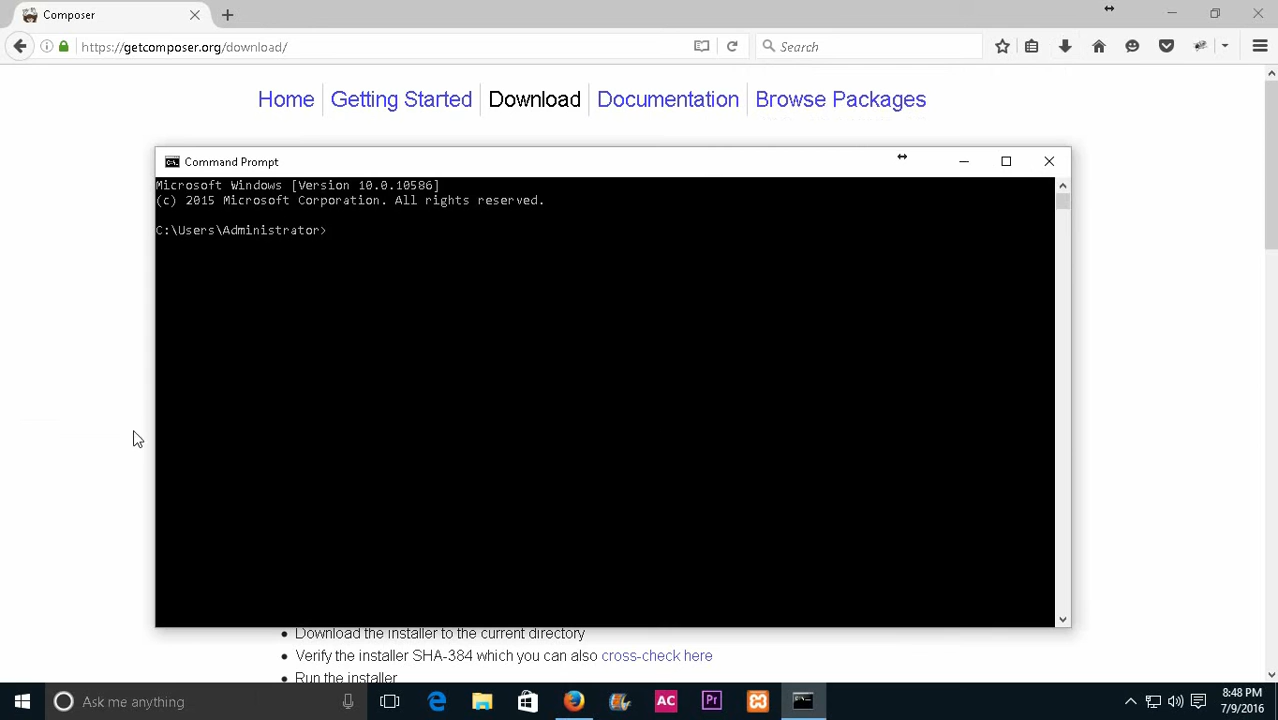 Composer
https://getcomposer.org/download/
Search
Home
Getting Started
Download
Documentation
Browse Packages
Command Prompt
Microsoft Windows [Version 10.0.10586]
(c) 2015 Microsoft Corporation. All rights reserved.
C:\Users\Administrator>
Download the installer to the current directory
Verify the installer SHA-384 which you can also cross-check here
Run the installer
Ask me anything
AC
Pr
8:48 PM
7/9/2016